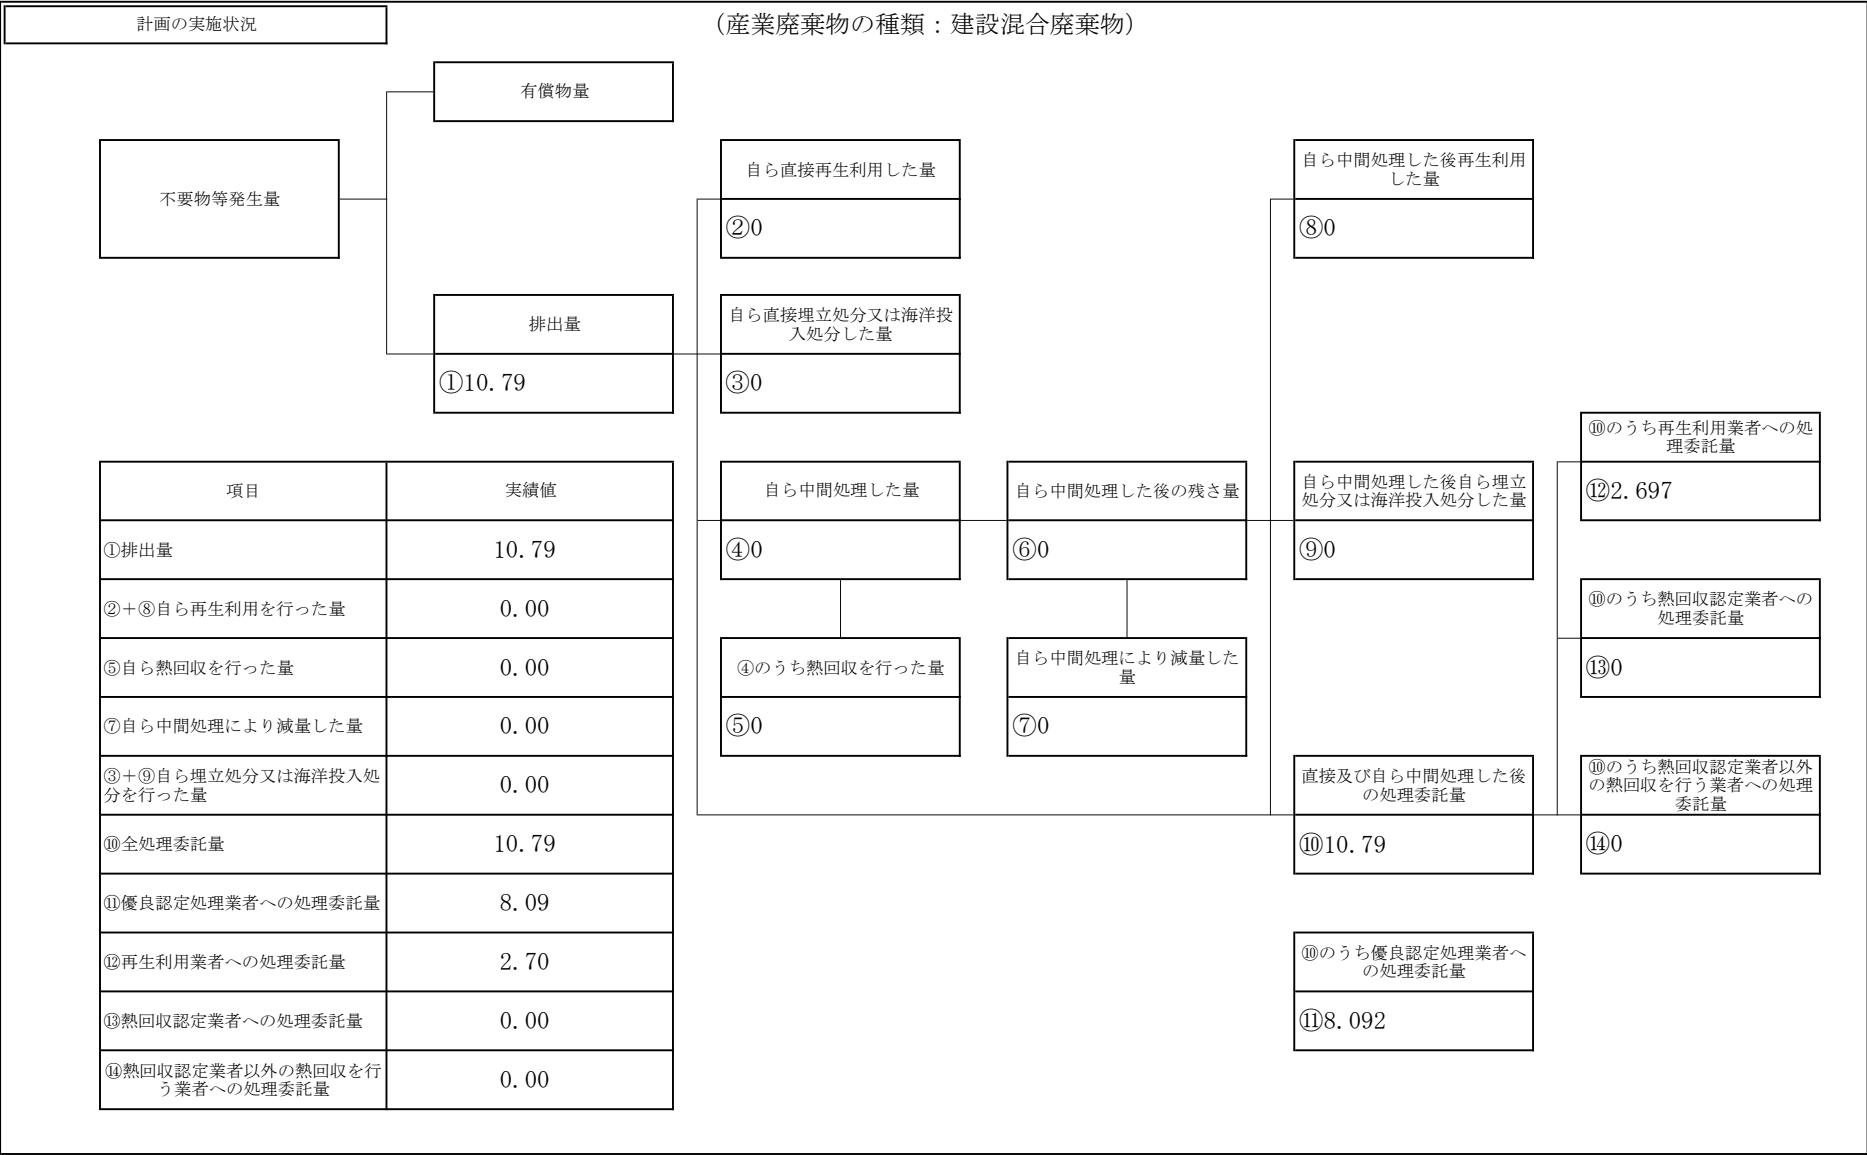 計画の実施状況
（産業廃棄物の種類：建設混合廃棄物）
有償物量
不要物等発生量
自ら直接再生利用した量
②0
自ら中間処理した後再生利用
した量
⑧0
排出量
①10.79
自ら直接埋立処分又は海洋投
入処分した量
③0
⑩のうち再生利用業者への処
理委託量
⑫2.697
自ら中間処理した量
④0
自ら中間処理した後の残さ量
⑥0
自ら中間処理した後自ら埋立
処分又は海洋投入処分した量
⑨0
⑩のうち熱回収認定業者への
処理委託量
⑬0
④のうち熱回収を行った量
⑤0
自ら中間処理により減量した
量
⑦0
直接及び自ら中間処理した後
の処理委託量
⑩10.79
⑩のうち熱回収認定業者以外
の熱回収を行う業者への処理
委託量
⑭0
⑩のうち優良認定処理業者へ
の処理委託量
⑪8.092
項目 実績値
①排出量 10.79
②＋⑧自ら再生利用を行った量 0.00
⑤自ら熱回収を行った量 0.00
⑦自ら中間処理により減量した量 0.00
③＋⑨自ら埋立処分又は海洋投入処
分を行った量 0.00
⑩全処理委託量 10.79
⑪優良認定処理業者への処理委託量 8.09
⑫再生利用業者への処理委託量 2.70
⑬熱回収認定業者への処理委託量 0.00
⑭熱回収認定業者以外の熱回収を行
う業者への処理委託量 0.00